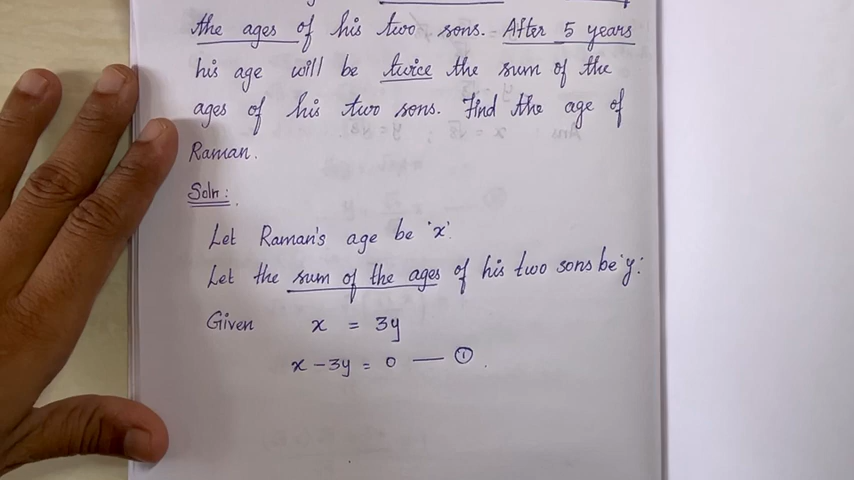 the ages of his two sons. After 5 years
his age will be twice the sum of the
ages of his two sons. Find the age of
Raman.
Soln:
Let Raman's age be 'x'.
Let the sum of the ages of his two sons be 'y'.
Given x = 3y
x - 3y = 0 — ①.